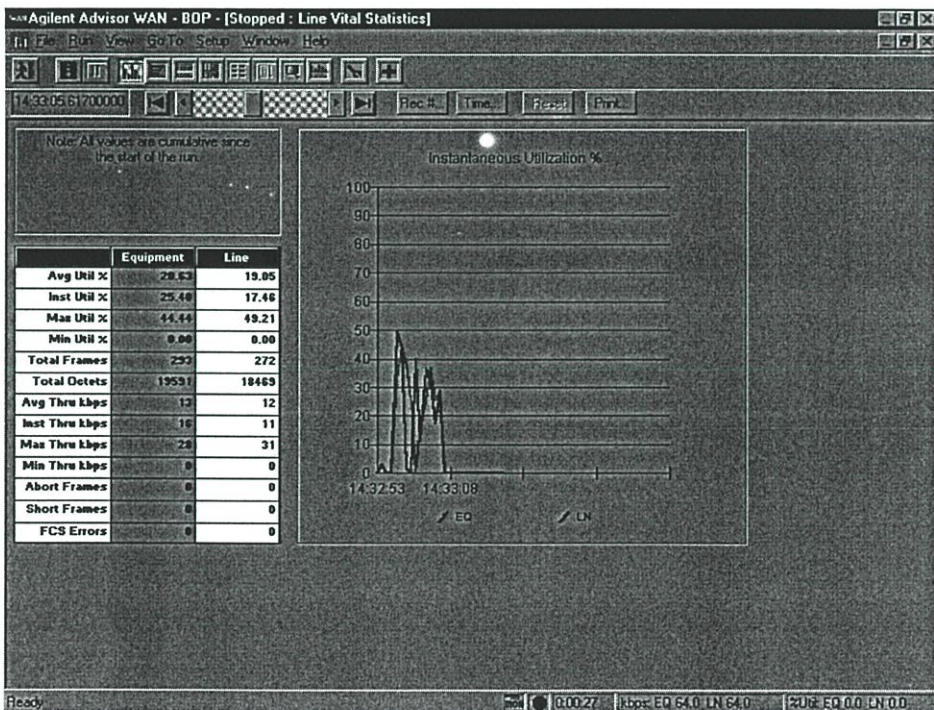 Agilent Advisor WAN - BOP - [Stopped : Line Vital Statistics]
File Run View Go To Setup Window Help
14:33:05.61700000 Rec #... Time... Reset Print...
Note: All values are cumulative since
the start of the run.
Equipment Line
Avg Util % 20.63 19.05
Inst Util % 25.40 17.46
Max Util % 44.44 49.21
Min Util % 0.00 0.00
Total Frames 293 272
Total Octets 19591 18469
Avg Thru kbps 13 12
Inst Thru kbps 16 11
Max Thru kbps 28 31
Min Thru kbps 0 0
Abort Frames 0 0
Short Frames 0 0
FCS Errors 0 0
Instantaneous Utilization %
100
90
80
70
60
50
40
30
20
10
0
14:32:53 14:33:08
EQ LN
Ready 0:00:27 kbps: EQ 64.0 LN 64.0 %Util: EQ 0.0 LN 0.0